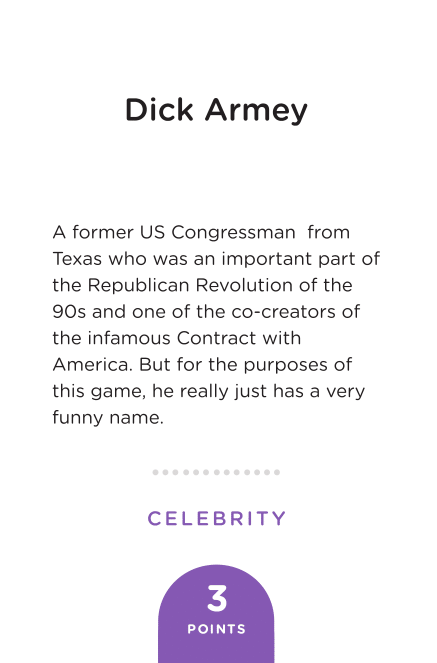 Dick Armey
A former US Congressman  from
Texas who was an important part of
the Republican Revolution of the
90s and one of the co-creators of
the infamous Contract with
America. But for the purposes of
this game, he really just has a very
funny name.
CELEBRITY
3
POINTS